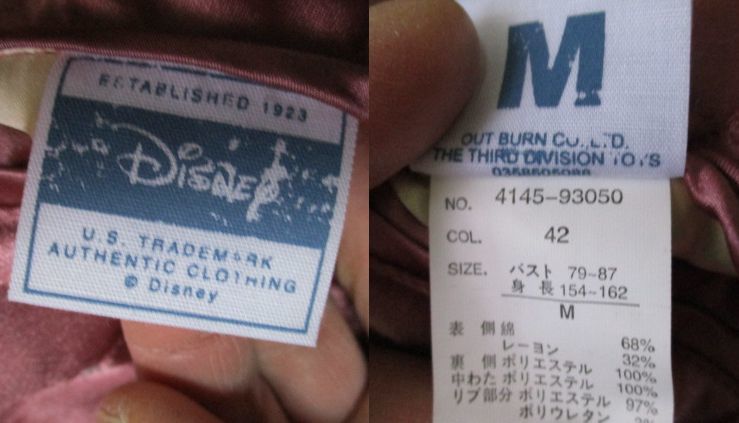 ESTABLISHED 1923
Disney
U.S. TRADEMARK
AUTHENTIC CLOTHING
© Disney
M
OUT BURN CO., LTD.
THE THIRD DIVISION TOYS
NO. 4145-93050
COL. 42
SIZE. バスト 79~87
身長 154~162
M
表側 綿 68%
レーヨン 32%
裏側 ポリエステル 100%
中わた ポリエステル 100%
リブ部分 ポリエステル 97%
ポリウレタン